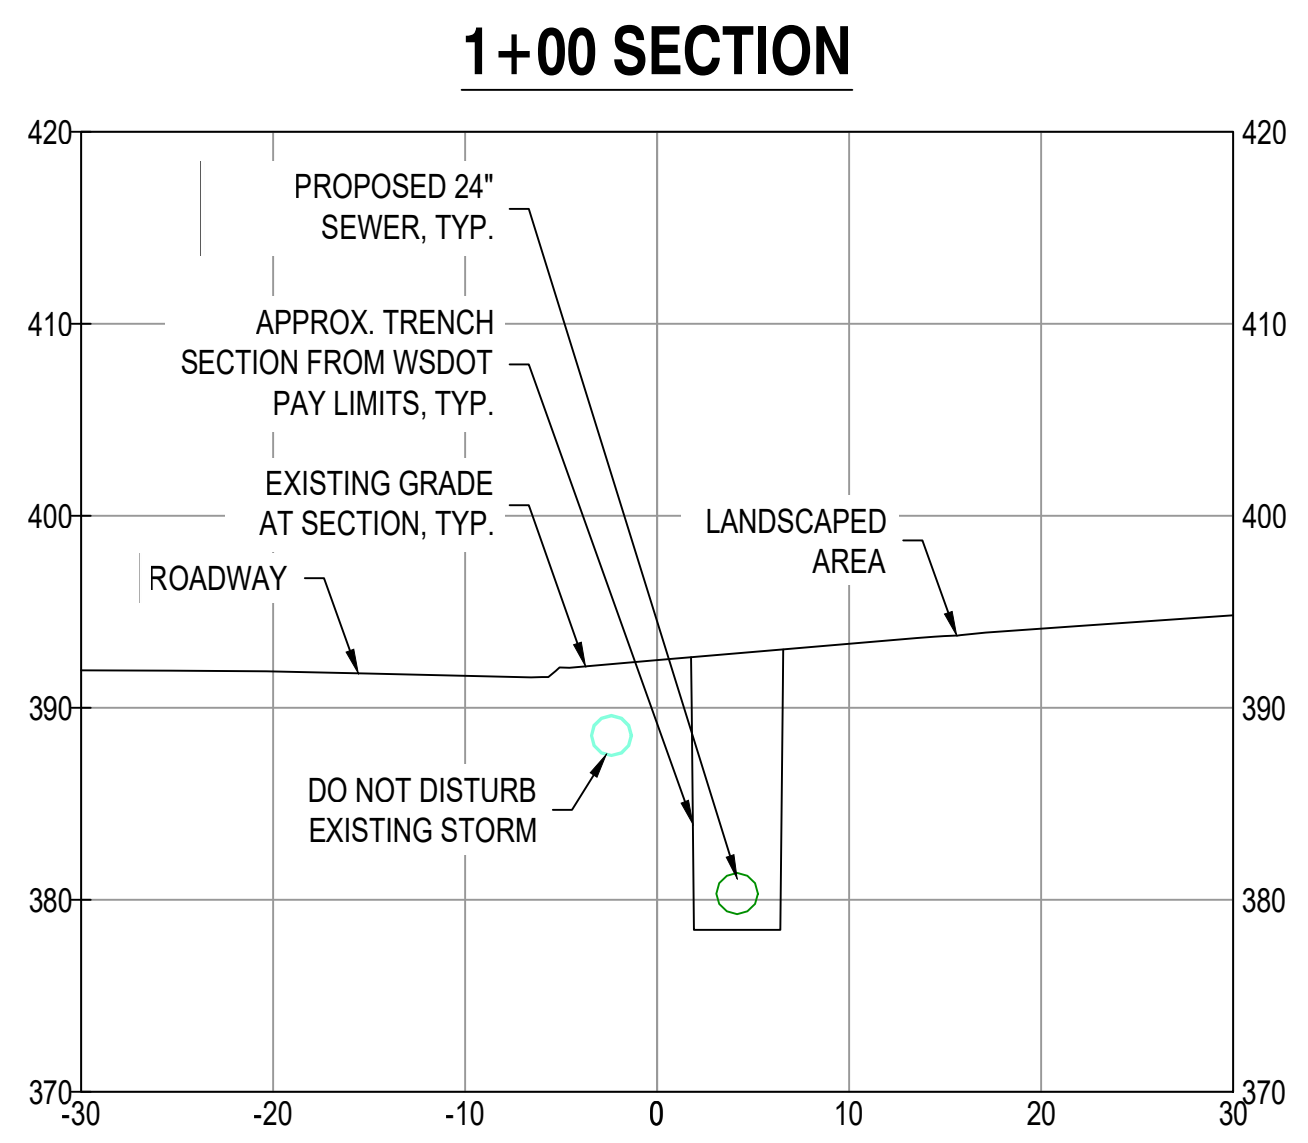 1+00 SECTION
420
420
PROPOSED 24"
SEWER, TYP.
APPROX. TRENCH
410
410
SECTION FROM WSDOT
PAY LIMITS, TYP.
EXISTING GRADE
AT SECTION, TYP.
400
400
LANDSCAPED
AREA
ROADWAY
390
390
DO NOT DISTURB
EXISTING STORM
380
380
370
370
-30 -20 -10 0 10 20 30